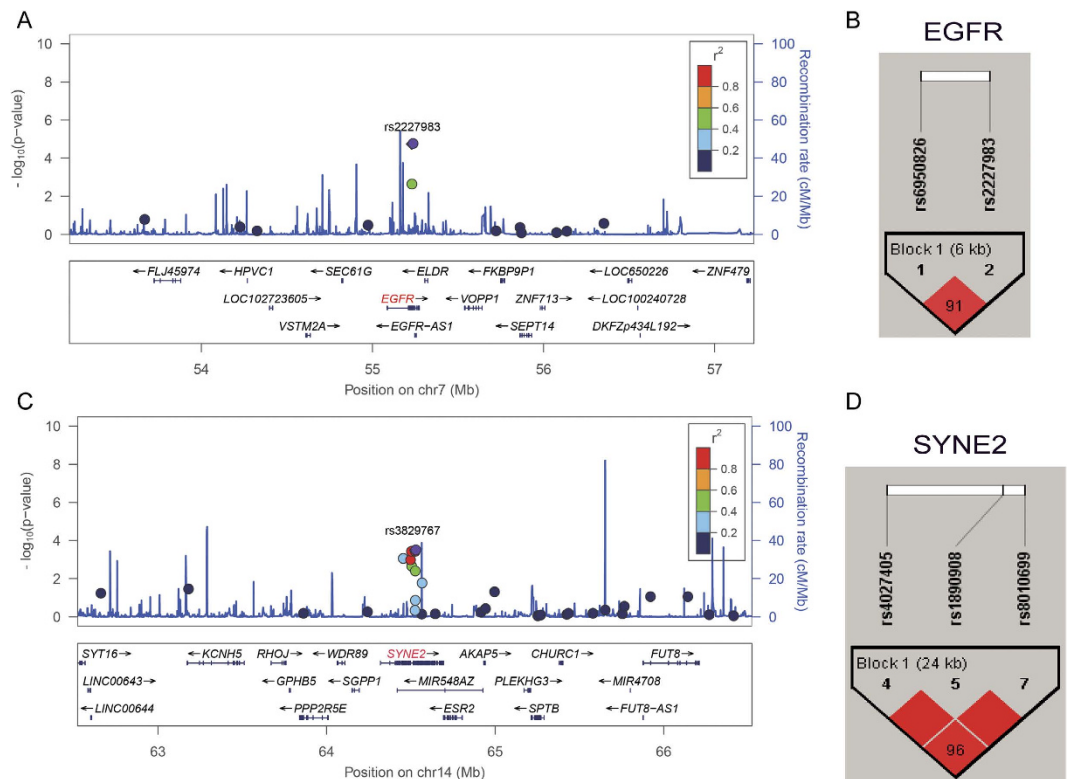 A
10
8
6
4
2
0
- log10(p-value)
rs2227983
r2
0.8
0.6
0.4
0.2
100
80
60
40
20
0
Recombination rate (cM/Mb)
←FLJ45974 ←HPVC1 ←SEC61G ←ELDR ←FKBP9P1 ←LOC650226 ←ZNF479
LOC102723605→ EGFR→ ←VOPP1 ZNF713→ ←LOC100240728
VSTM2A→ ←EGFR−AS1 ←SEPT14 DKFZp434L192→
54 55 56 57
Position on chr7 (Mb)
B
EGFR
rs6950826
rs2227983
Block 1 (6 kb)
1 2
91
C
10
8
6
4
2
0
- log10(p-value)
rs3829767
r2
0.8
0.6
0.4
0.2
100
80
60
40
20
0
Recombination rate (cM/Mb)
SYT16→ ←KCNH5 RHOJ→ ←WDR89 SYNE2→ AKAP5→ CHURC1→ FUT8→
LINC00643→ ←GPHB5 ←SGPP1 ←MIR548AZ PLEKHG3→ ←MIR4708
←LINC00644 ←PPP2R5E ←ESR2 ←SPTB ←FUT8−AS1
63 64 65 66
Position on chr14 (Mb)
D
SYNE2
rs4027405
rs1890908
rs8010699
Block 1 (24 kb)
4 5 7
96